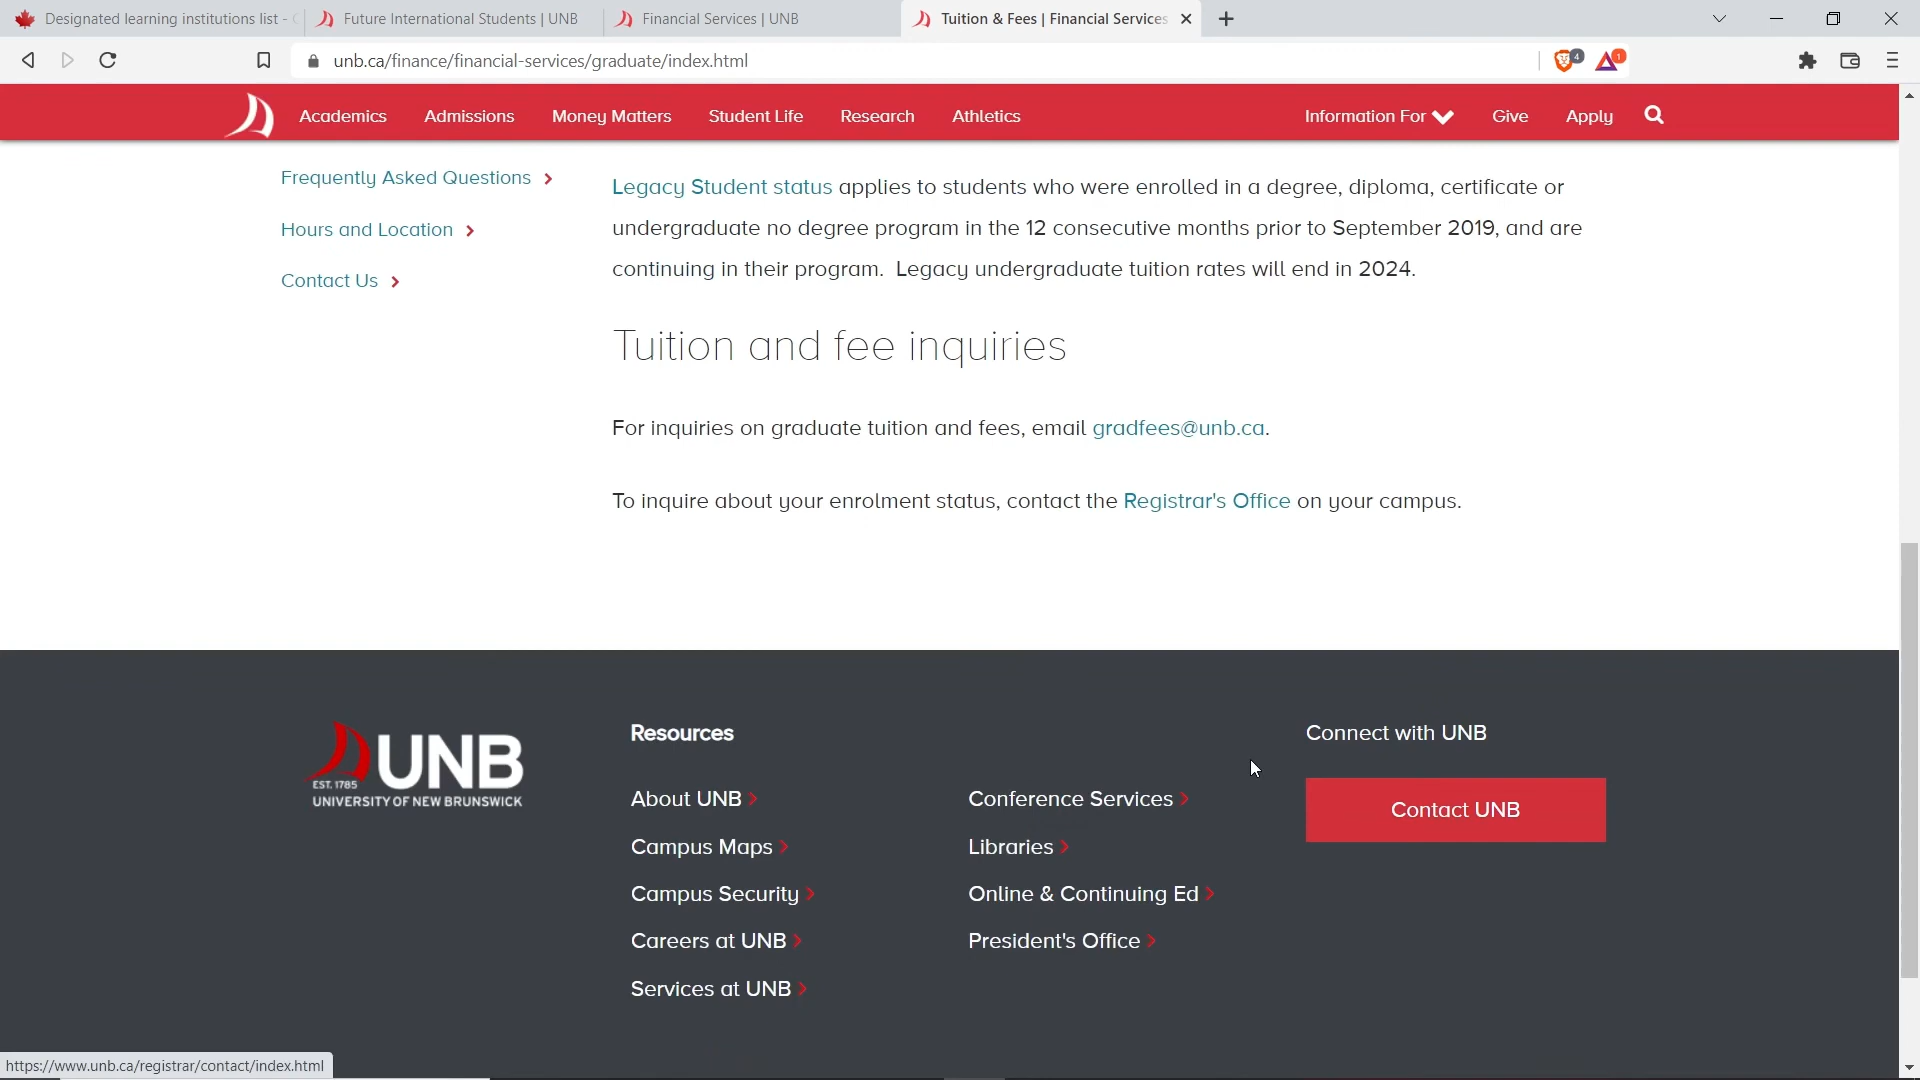 Designated learning institutions list -
Future International Students | UNB
Financial Services | UNB
Tuition & Fees | Financial Services
unb.ca/finance/financial-services/graduate/index.html
4
1
Academics
Admissions
Money Matters
Student Life
Research
Athletics
Information For
Give
Apply
Frequently Asked Questions
Hours and Location
Contact Us
Legacy Student status applies to students who were enrolled in a degree, diploma, certificate or
undergraduate no degree program in the 12 consecutive months prior to September 2019, and are
continuing in their program. Legacy undergraduate tuition rates will end in 2024.
Tuition and fee inquiries
For inquiries on graduate tuition and fees, email gradfees@unb.ca.
To inquire about your enrolment status, contact the Registrar's Office on your campus.
UNB
EST. 1785
UNIVERSITY OF NEW BRUNSWICK
Resources
About UNB
Campus Maps
Campus Security
Careers at UNB
Services at UNB
Conference Services
Libraries
Online & Continuing Ed
President's Office
Connect with UNB
Contact UNB
https://www.unb.ca/registrar/contact/index.html